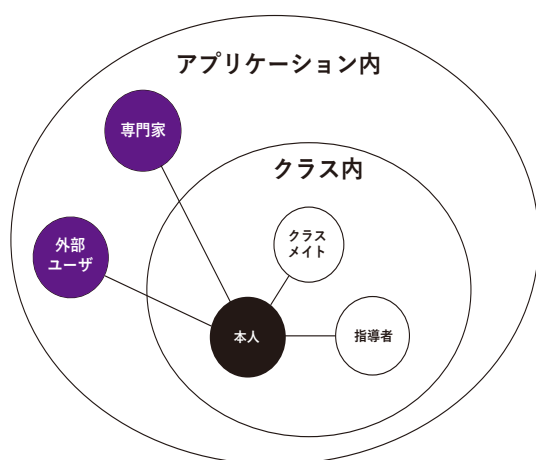 アプリケーション内
専門家
クラス内
クラス
メイト
外部
ユーザ
本人
指導者